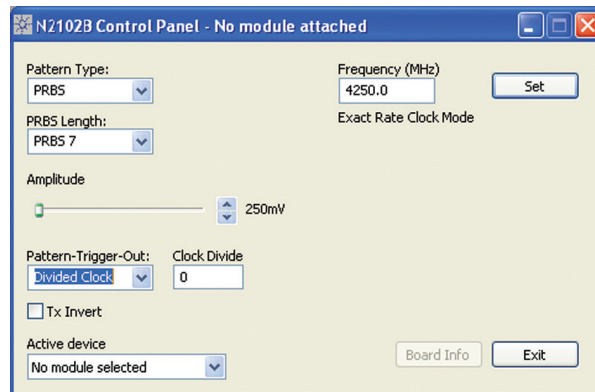 N2102B Control Panel - No module attached
Pattern Type:
PRBS
PRBS Length:
PRBS 7
Frequency (MHz)
4250.0
Set
Exact Rate Clock Mode
Amplitude
250mV
Pattern-Trigger-Out:
Clock Divide
Divided Clock
0
Tx Invert
Active device
No module selected
Board Info
Exit